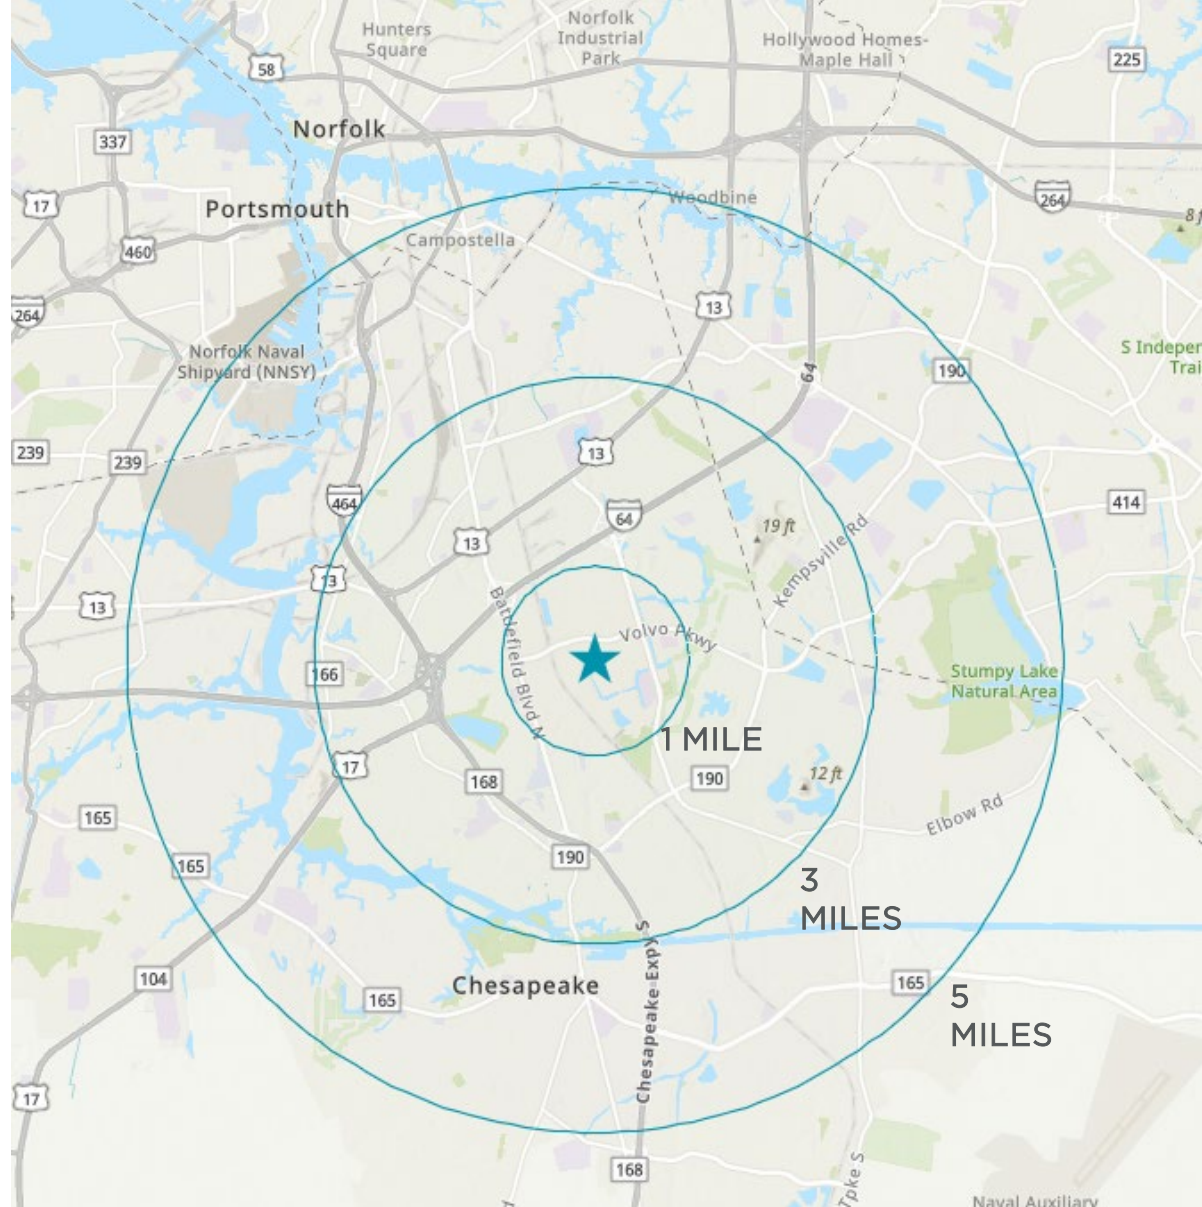 Hunters
Square
Norfolk
Industrial
Park
Hollywood Homes-
Maple Hall
225
58
Norfolk
337
17
Portsmouth
264
Woodbine
460
Campostella
8 f
264
13
Norfolk Naval
Shipyard (NNSY)
64
190
S Indepen
Trai
239
239
13
464
414
64
19 ft
13
Kempsville Rd
13
13
Battlefield Blvd N
Volvo Pkwy
166
Stumpy Lake
Natural Area
1 MILE
17
168
190
12 ft
165
Elbow Rd
190
165
3
MILES
Chesapeake Expy S
104
Chesapeake
165
165
5
MILES
17
168
Tpke S
Naval Auxiliary